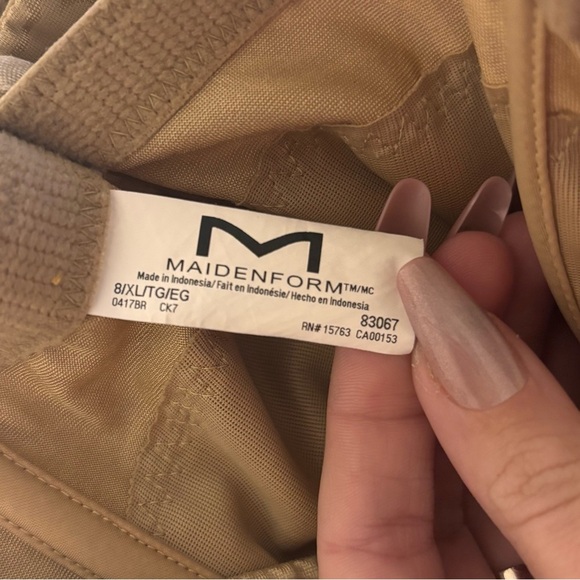 M
MAIDENFORM™/MC
Made in Indonesia/ Fait en Indonésie/ Hecho en Indonesia
8/XL/TG/EG 83067
0417BR CK7 RN# 15763 CA00153